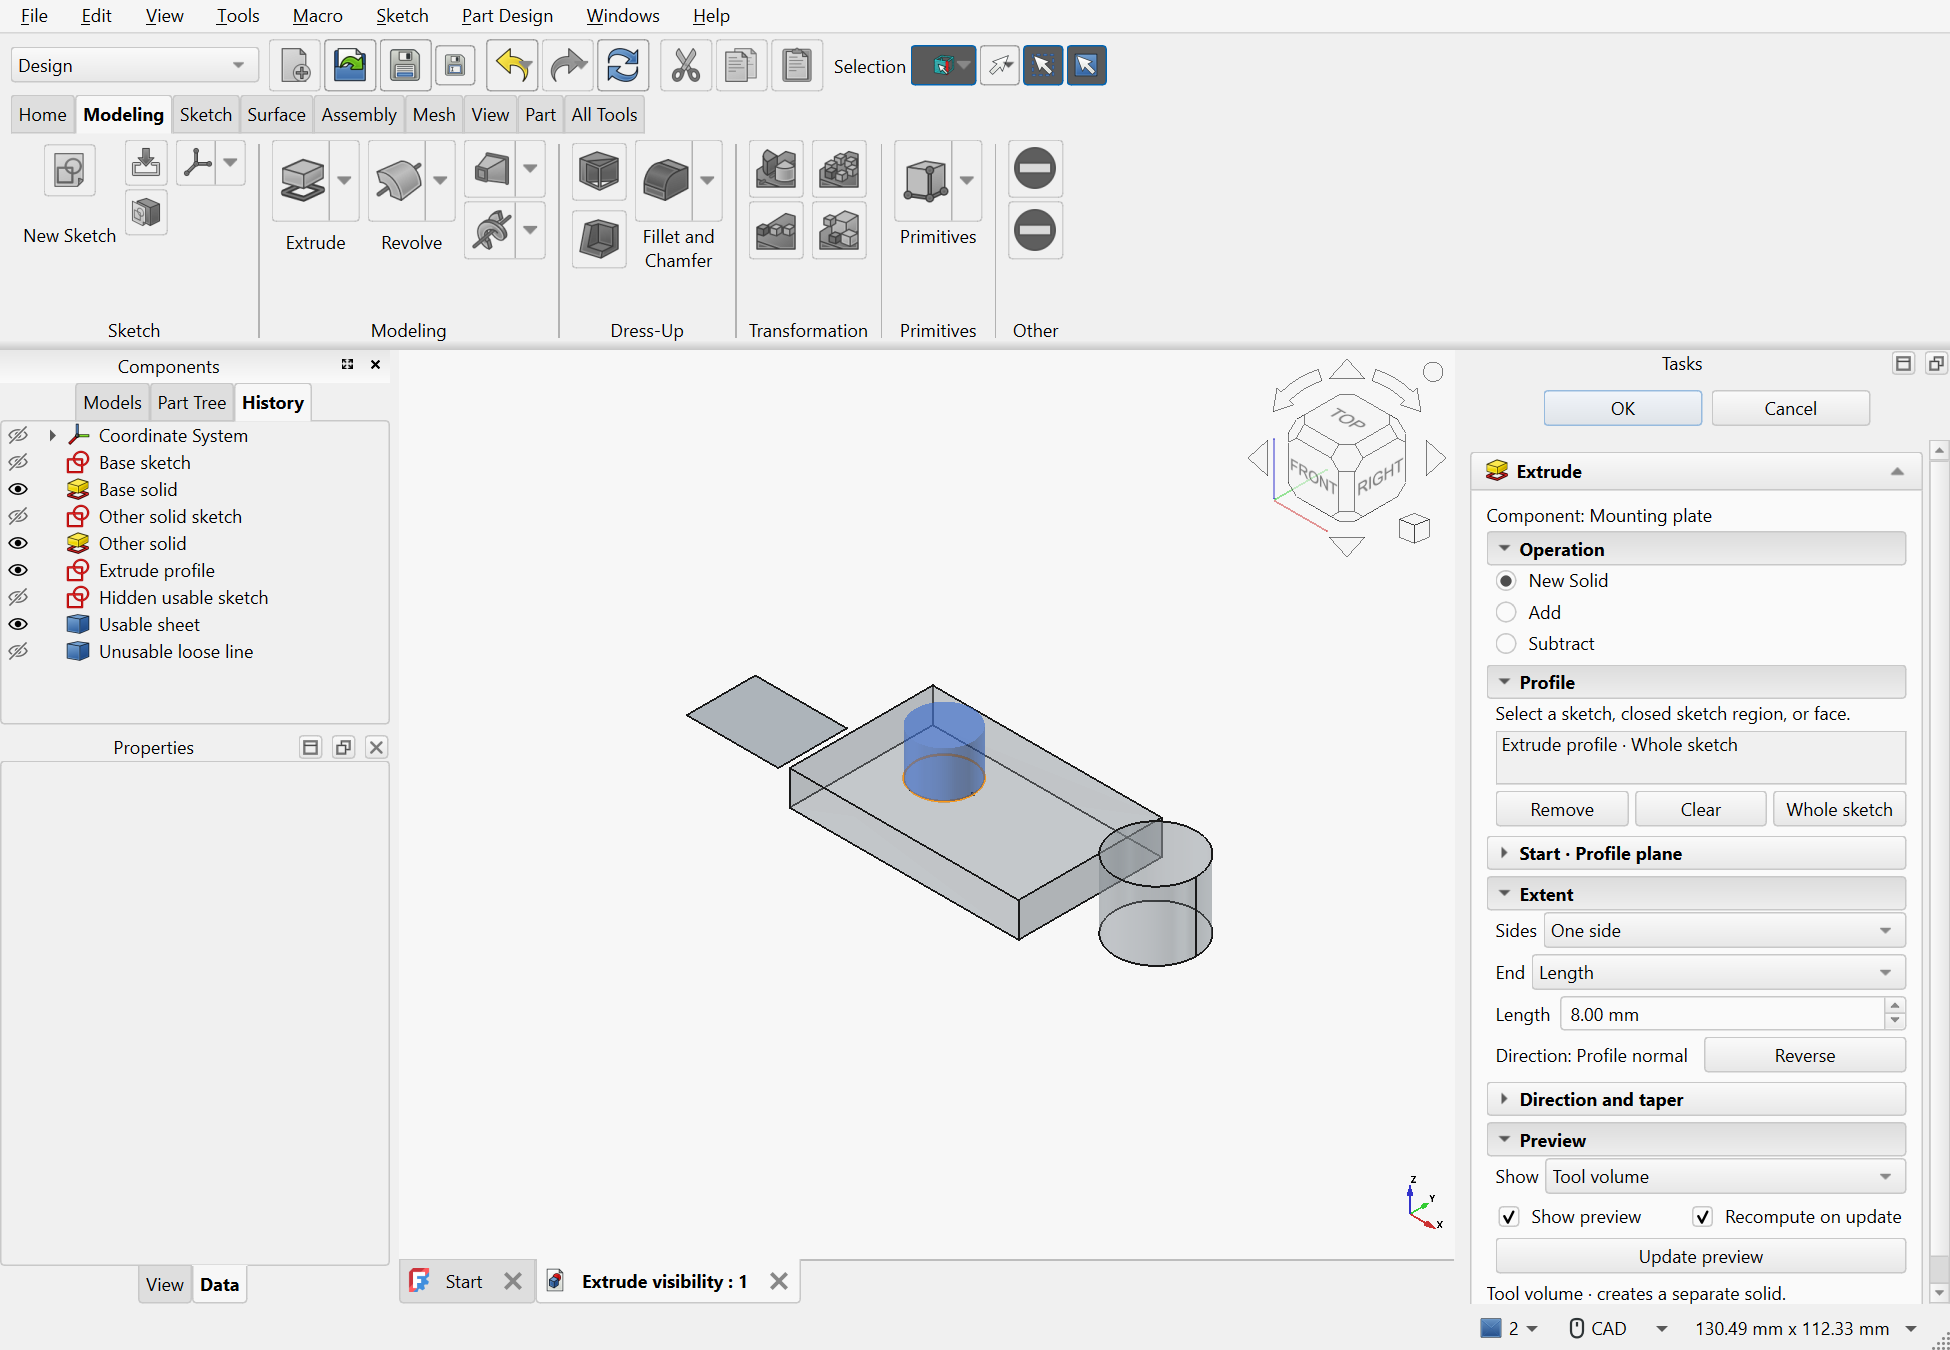 File Edit View Tools Macro Sketch Part Design Windows Help
Design
Selection
Home Modeling Sketch Surface Assembly Mesh View Part All Tools
New Sketch
Extrude
Revolve
Fillet and
Chamfer
Primitives
Sketch Modeling Dress-Up Transformation Primitives Other
Components
Models Part Tree History
Coordinate System
Base sketch
Base solid
Other solid sketch
Other solid
Extrude profile
Hidden usable sketch
Usable sheet
Unusable loose line
Properties
View Data
TOP
FRONT
RIGHT
Z
Y
X
Start
Extrude visibility : 1
Tasks
OK Cancel
Extrude
Component: Mounting plate
Operation
New Solid
Add
Subtract
Profile
Select a sketch, closed sketch region, or face.
Extrude profile · Whole sketch
Remove Clear Whole sketch
Start · Profile plane
Extent
Sides One side
End Length
Length 8.00 mm
Direction: Profile normal Reverse
Direction and taper
Preview
Show Tool volume
Show preview Recompute on update
Update preview
Tool volume · creates a separate solid.
2 CAD 130.49 mm x 112.33 mm